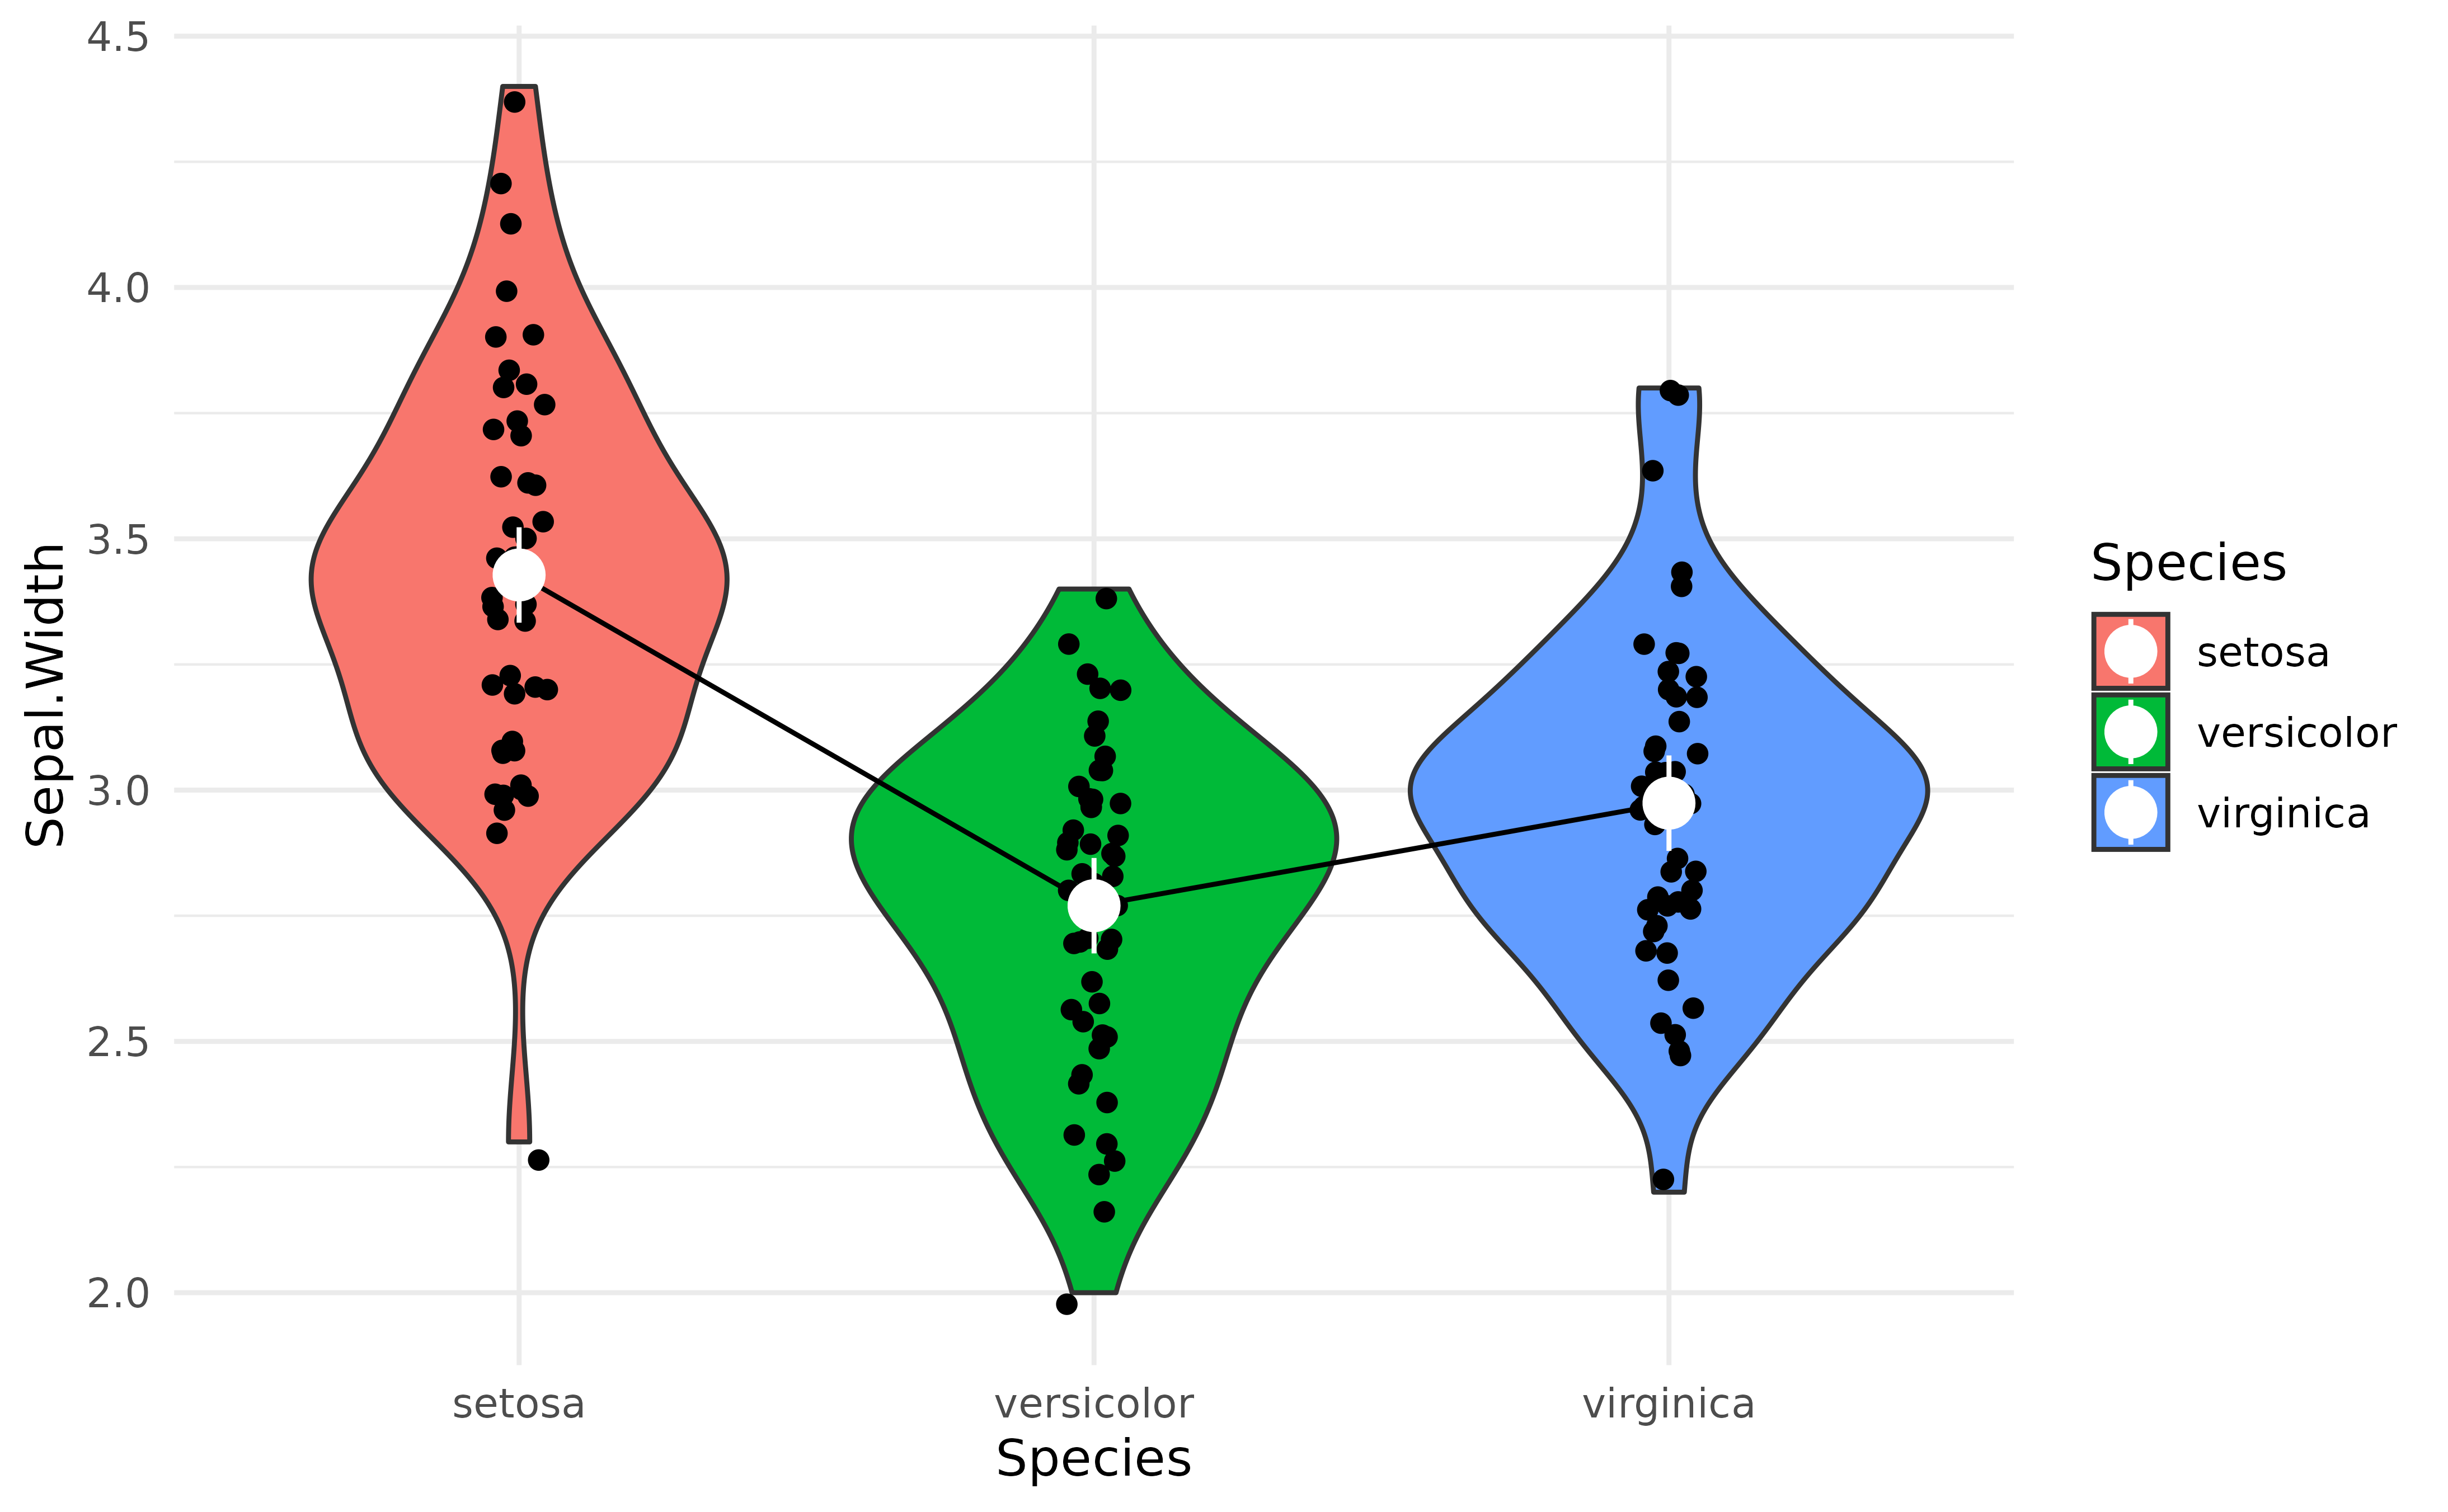 Sepal.Width
4.5
4.0
3.5
3.0
2.5
2.0
setosa
versicolor
virginica
Species
Species
setosa
versicolor
virginica